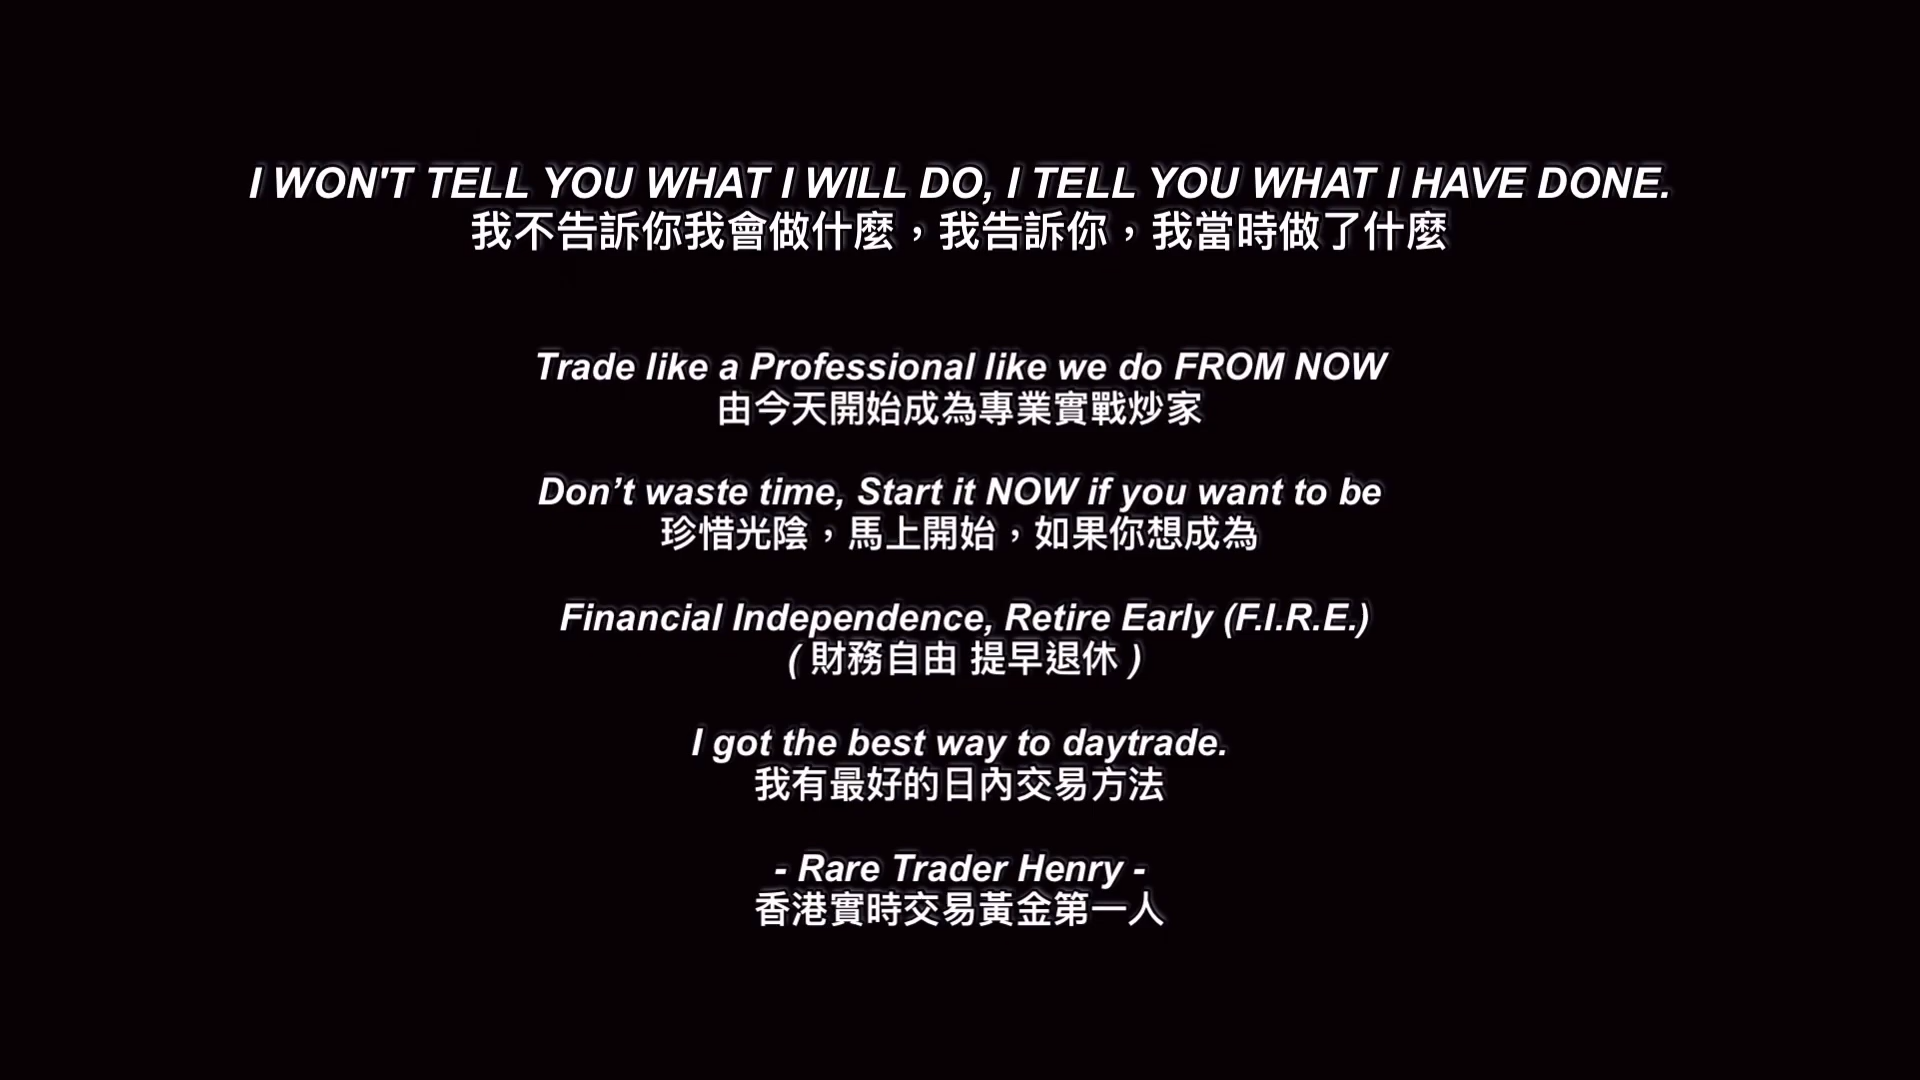 I WON'T TELL YOU WHAT I WILL DO, I TELL YOU WHAT I HAVE DONE.
我不告訴你我會做什麼，我告訴你，我當時做了什麼
Trade like a Professional like we do FROM NOW
由今天開始成為專業實戰炒家
Don’t waste time, Start it NOW if you want to be
珍惜光陰，馬上開始，如果你想成為
Financial Independence, Retire Early (F.I.R.E.)
( 財務自由 提早退休 )
I got the best way to daytrade.
我有最好的日內交易方法
- Rare Trader Henry -
香港實時交易黃金第一人